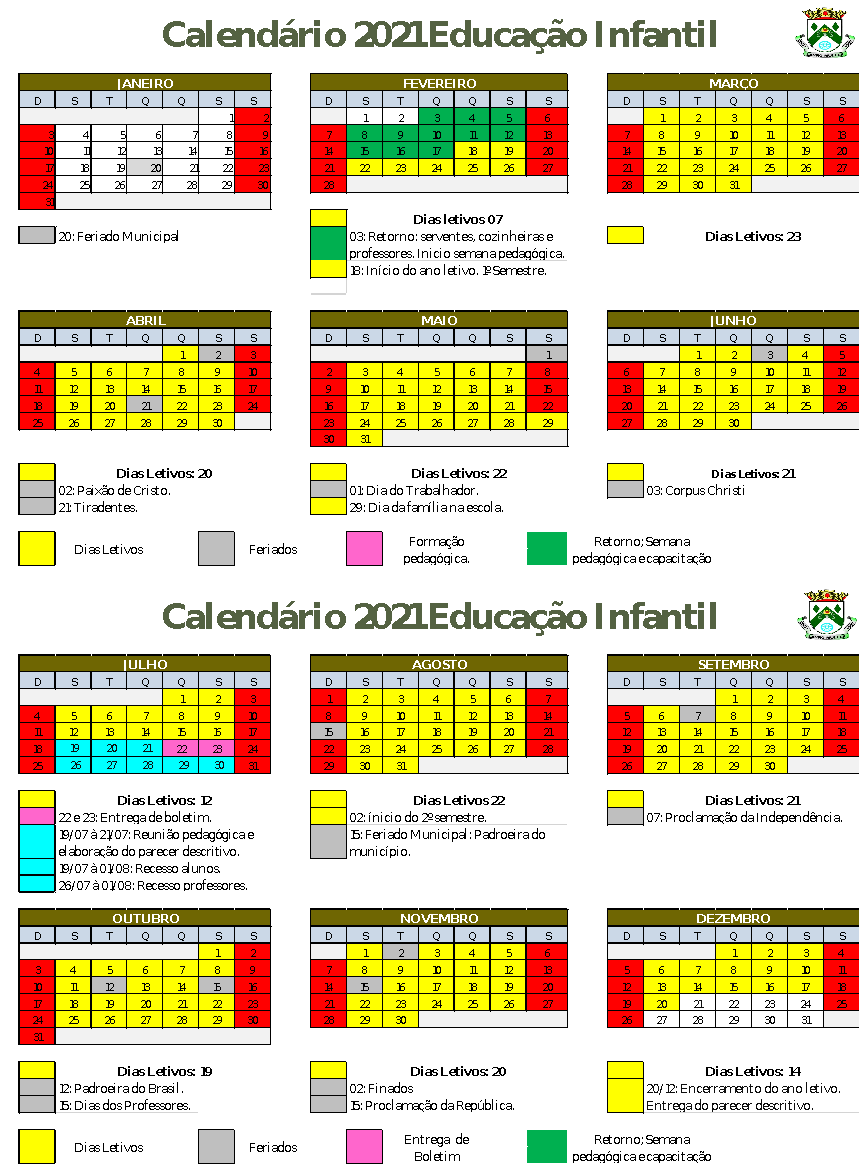 Calendário 2021 Educação Infantil
JANEIRO
D S T Q Q S S
1 2
3 4 5 6 7 8 9
10 11 12 13 14 15 16
17 18 19 20 21 22 23
24 25 26 27 28 29 30
31
20: Feriado Municipal
FEVEREIRO
D S T Q Q S S
1 2 3 4 5 6
7 8 9 10 11 12 13
14 15 16 17 18 19 20
21 22 23 24 25 26 27
28
Dias letivos 07
03: Retorno: serventes, cozinheiras e
professores. Inicio semana pedagógica.
18: Início do ano letivo. 1º Semestre.
MARÇO
D S T Q Q S S
1 2 3 4 5 6
7 8 9 10 11 12 13
14 15 16 17 18 19 20
21 22 23 24 25 26 27
28 29 30 31
Dias Letivos: 23
ABRIL
D S T Q Q S S
1 2 3
4 5 6 7 8 9 10
11 12 13 14 15 16 17
18 19 20 21 22 23 24
25 26 27 28 29 30
Dias Letivos: 20
02: Paixão de Cristo.
21: Tiradentes.
MAIO
D S T Q Q S S
1
2 3 4 5 6 7 8
9 10 11 12 13 14 15
16 17 18 19 20 21 22
23 24 25 26 27 28 29
30 31
Dias Letivos: 22
01: Dia do Trabalhador.
29: Dia da família na escola.
JUNHO
D S T Q Q S S
1 2 3 4 5
6 7 8 9 10 11 12
13 14 15 16 17 18 19
20 21 22 23 24 25 26
27 28 29 30
Dias Letivos: 21
03: Corpus Christi
Dias Letivos
Feriados
Formação
pedagógica.
Retorno; Semana
pedagógica e capacitação
Calendário 2021 Educação Infantil
JULHO
D S T Q Q S S
1 2 3
4 5 6 7 8 9 10
11 12 13 14 15 16 17
18 19 20 21 22 23 24
25 26 27 28 29 30 31
Dias Letivos: 12
22 e 23: Entrega de boletim.
19/07 à 21/07: Reunião pedagógica e
elaboração do parecer descritivo.
19/07 à 01/08: Recesso alunos.
26/07 à 01/08: Recesso professores.
AGOSTO
D S T Q Q S S
1 2 3 4 5 6 7
8 9 10 11 12 13 14
15 16 17 18 19 20 21
22 23 24 25 26 27 28
29 30 31
Dias Letivos 22
02: ínicio do 2º semestre.
15: Feriado Municipal: Padroeira do
município.
SETEMBRO
D S T Q Q S S
1 2 3 4
5 6 7 8 9 10 11
12 13 14 15 16 17 18
19 20 21 22 23 24 25
26 27 28 29 30
Dias Letivos: 21
07: Proclamação da Independência.
OUTUBRO
D S T Q Q S S
1 2
3 4 5 6 7 8 9
10 11 12 13 14 15 16
17 18 19 20 21 22 23
24 25 26 27 28 29 30
31
Dias Letivos: 19
12: Padroeira do Brasil.
15: Dias dos Professores.
NOVEMBRO
D S T Q Q S S
1 2 3 4 5 6
7 8 9 10 11 12 13
14 15 16 17 18 19 20
21 22 23 24 25 26 27
28 29 30
Dias Letivos: 20
02: Finados
15: Proclamação da República.
DEZEMBRO
D S T Q Q S S
1 2 3 4
5 6 7 8 9 10 11
12 13 14 15 16 17 18
19 20 21 22 23 24 25
26 27 28 29 30 31
Dias Letivos: 14
20/12: Encerramento do ano letivo.
Entrega do parecer descritivo.
Dias Letivos
Feriados
Entrega de
Boletim
Retorno; Semana
pedagógica e capacitação